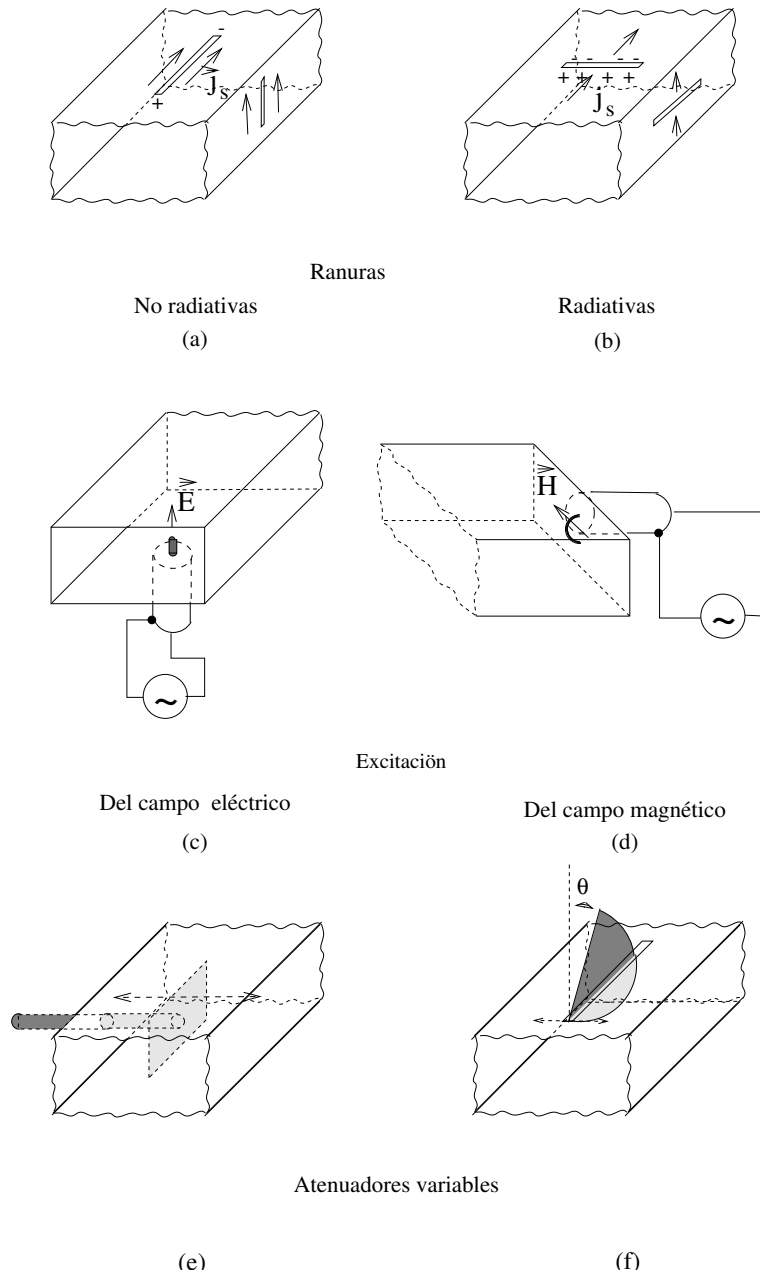 -
J s
+
- - - -
+ + + +
j s
Ranuras
No radiativas
Radiativas
(a)
(b)
E
H
~
~
Excitaciön
Del campo eléctrico
Del campo magnético
(c)
(d)
θ
Atenuadores variables
(e)
(f)